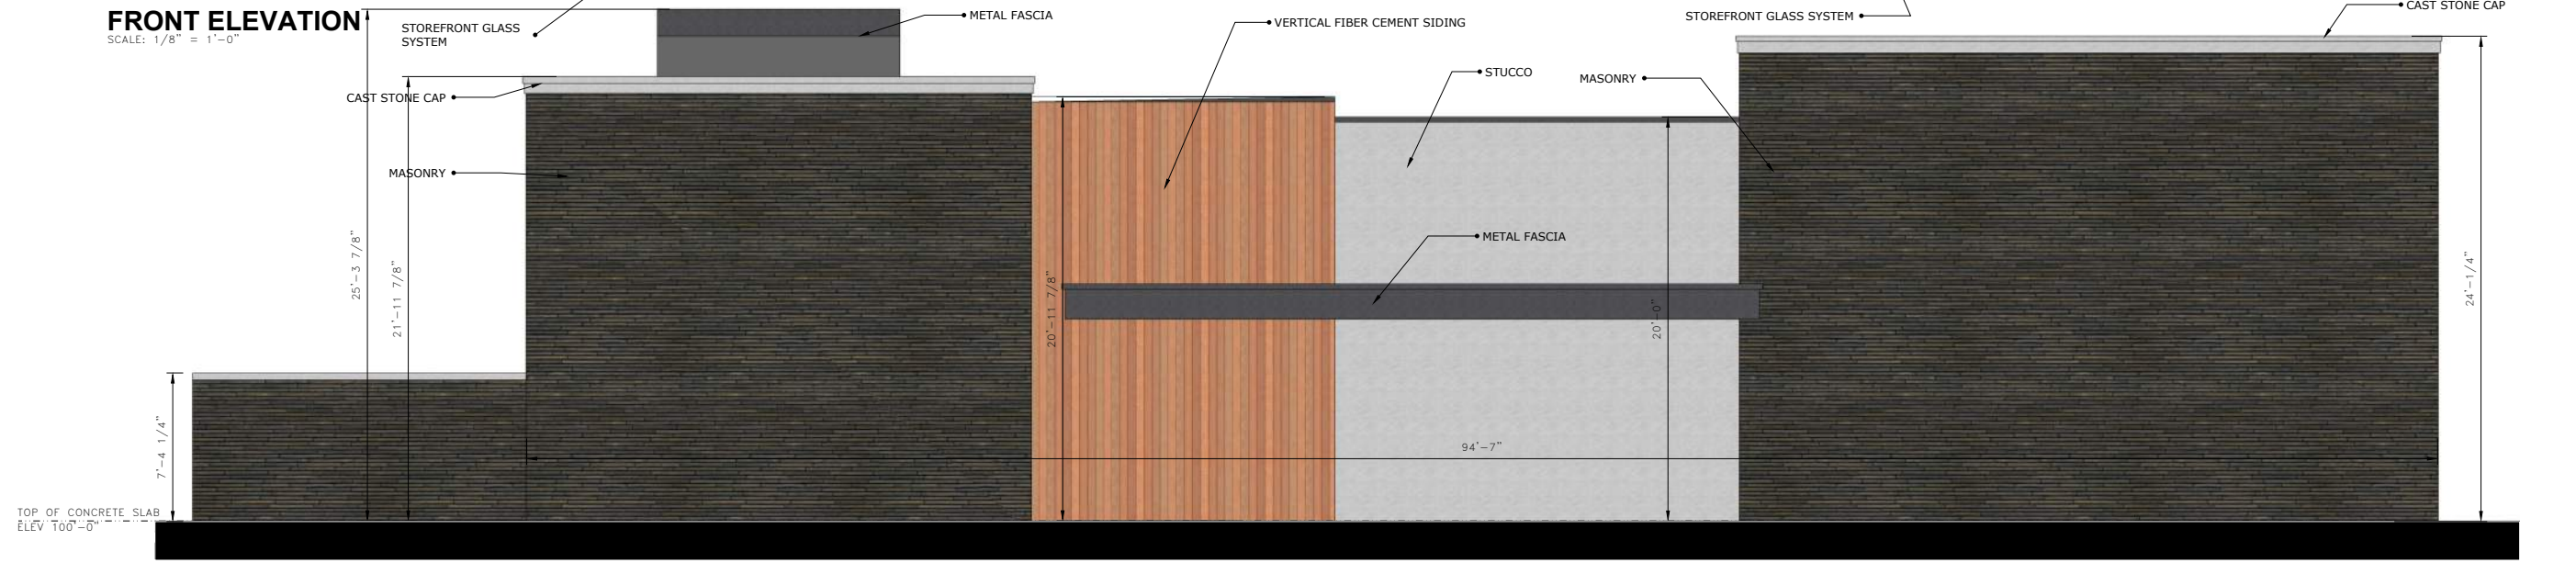 FRONT ELEVATION
SCALE: 1/8" = 1'-0"
STOREFRONT GLASS
SYSTEM
METAL FASCIA
VERTICAL FIBER CEMENT SIDING
STOREFRONT GLASS SYSTEM
CAST STONE CAP
STUCCO
MASONRY
CAST STONE CAP
MASONRY
METAL FASCIA
25'-3 7/8"
21'-11 7/8"
20'-11 7/8"
20'-0"
24'-1/4"
7'-4 1/4"
94'-7"
TOP OF CONCRETE SLAB
ELEV 100'-0"